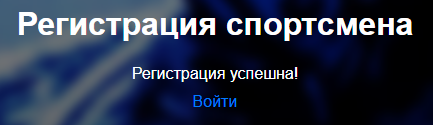 Регистрация спортсмена
Регистрация успешна!
Войти